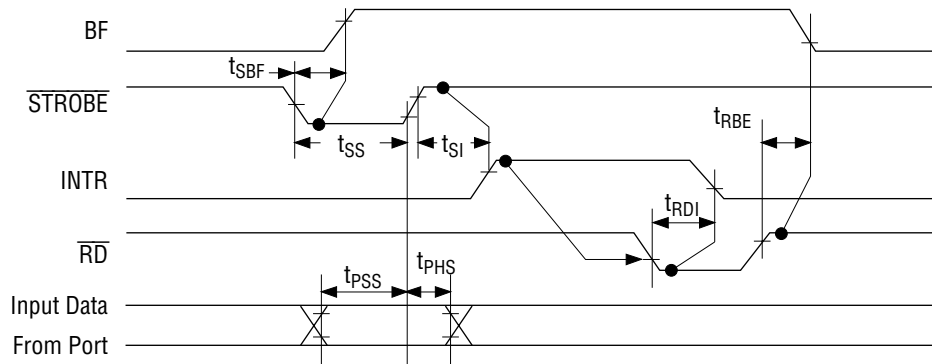 BF
tSBF
STROBE
tSS
tSI
tRBE
INTR
tRDI
RD
tPSS
tPHS
Input Data
From Port